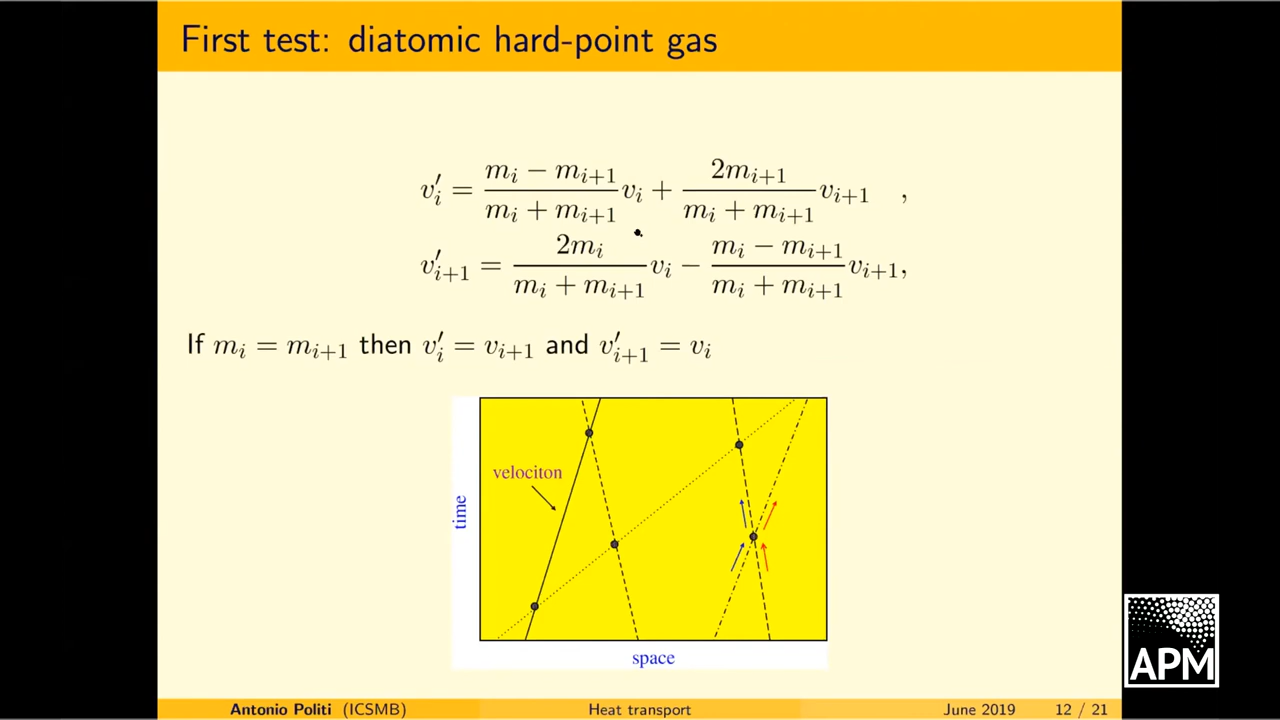 First test: diatomic hard-point gas
v′_i = (m_i − m_{i+1})/(m_i + m_{i+1}) v_i + 2m_{i+1}/(m_i + m_{i+1}) v_{i+1} ,
v′_{i+1} = 2m_i/(m_i + m_{i+1}) v_i − (m_i − m_{i+1})/(m_i + m_{i+1}) v_{i+1},
If m_i = m_{i+1} then v′_i = v_{i+1} and v′_{i+1} = v_i
velociton
time
space
APM
Antonio Politi (ICSMB) Heat transport June 2019 12 / 21